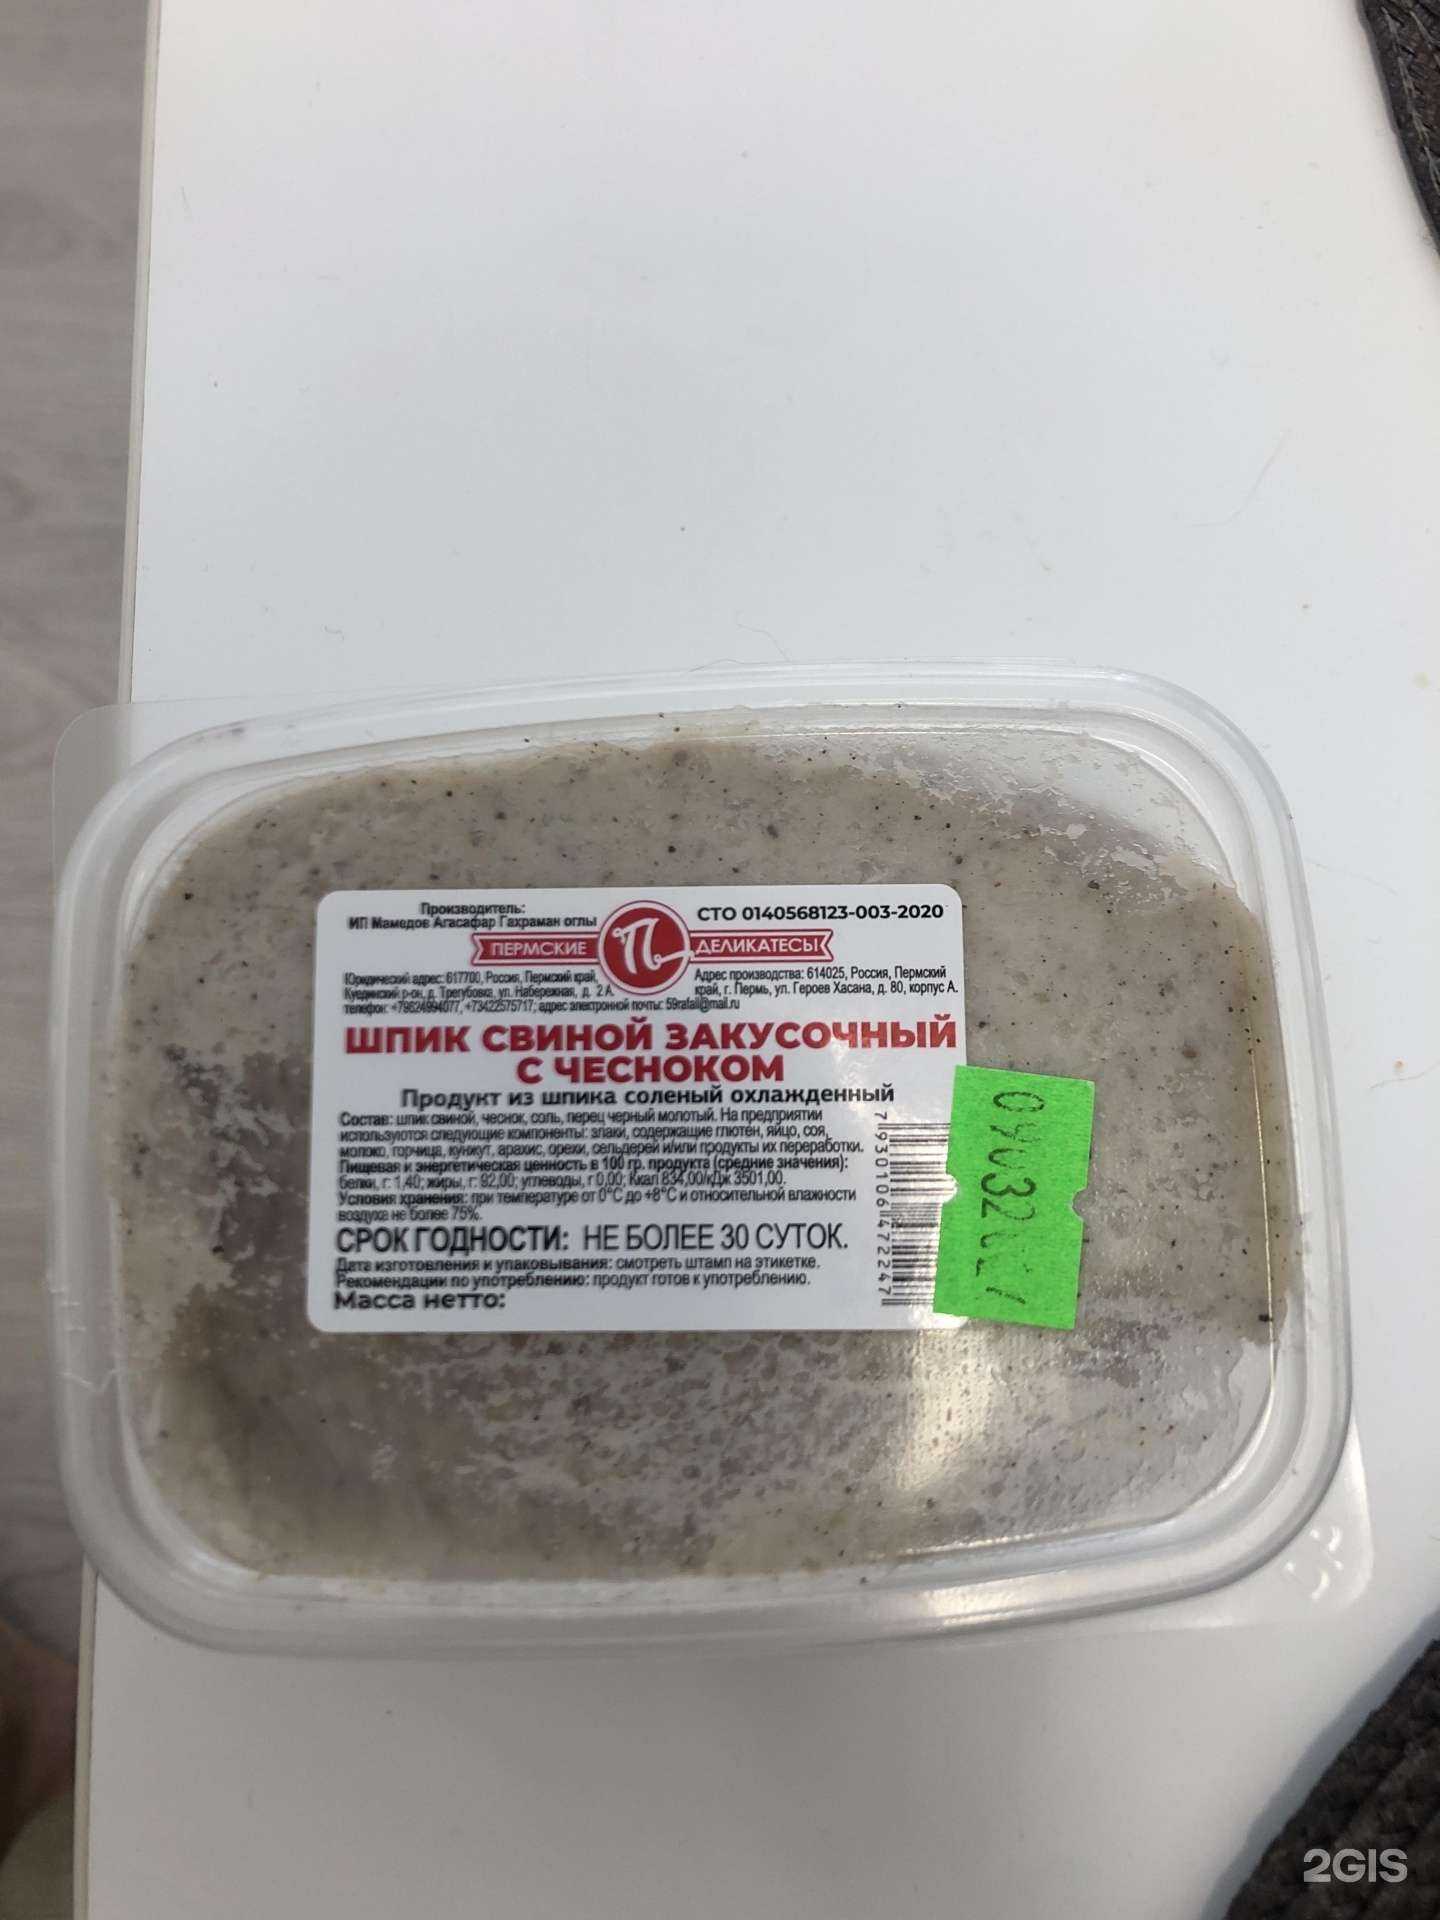 Производитель:
ИП Мамедов Агасафар Гахраман оглы
СТО 0140568123-003-2020
ПЕРМСКИЕ П ДЕЛИКАТЕСЫ
Юридический адрес: 617700, Россия, Пермский край,
Куединский р-он, д. Трегубовка, ул. Набережная, д. 2 А.
телефон: +79824994077, +73422575717; адрес электронной почты: 59rafail@mail.ru
Адрес производства: 614025, Россия, Пермский
край, г. Пермь, ул. Героев Хасана, д. 80, корпус А.
ШПИК СВИНОЙ ЗАКУСОЧНЫЙ
С ЧЕСНОКОМ
Продукт из шпика соленый охлажденный
Состав: шпик свиной, чеснок, соль, перец черный молотый. На предприятии
используются следующие компоненты: злаки, содержащие глютен, яйцо, соя,
молоко, горчица, кунжут, арахис, орехи, сельдерей и/или продукты их переработки.
Пищевая и энергетическая ценность в 100 гр. продукта (средние значения):
белки, г: 1,40; жиры, г: 92,00; углеводы, г 0,00; Ккал 834,00/кДж 3501,00.
Условия хранения: при температуре от 0°С до +8°С и относительной влажности
воздуха не более 75%.
СРОК ГОДНОСТИ: НЕ БОЛЕЕ 30 СУТОК.
Дата изготовления и упаковывания: смотреть штамп на этикетке.
Рекомендации по употреблению: продукт готов к употреблению.
Масса нетто:
7 930106 472247
2GIS